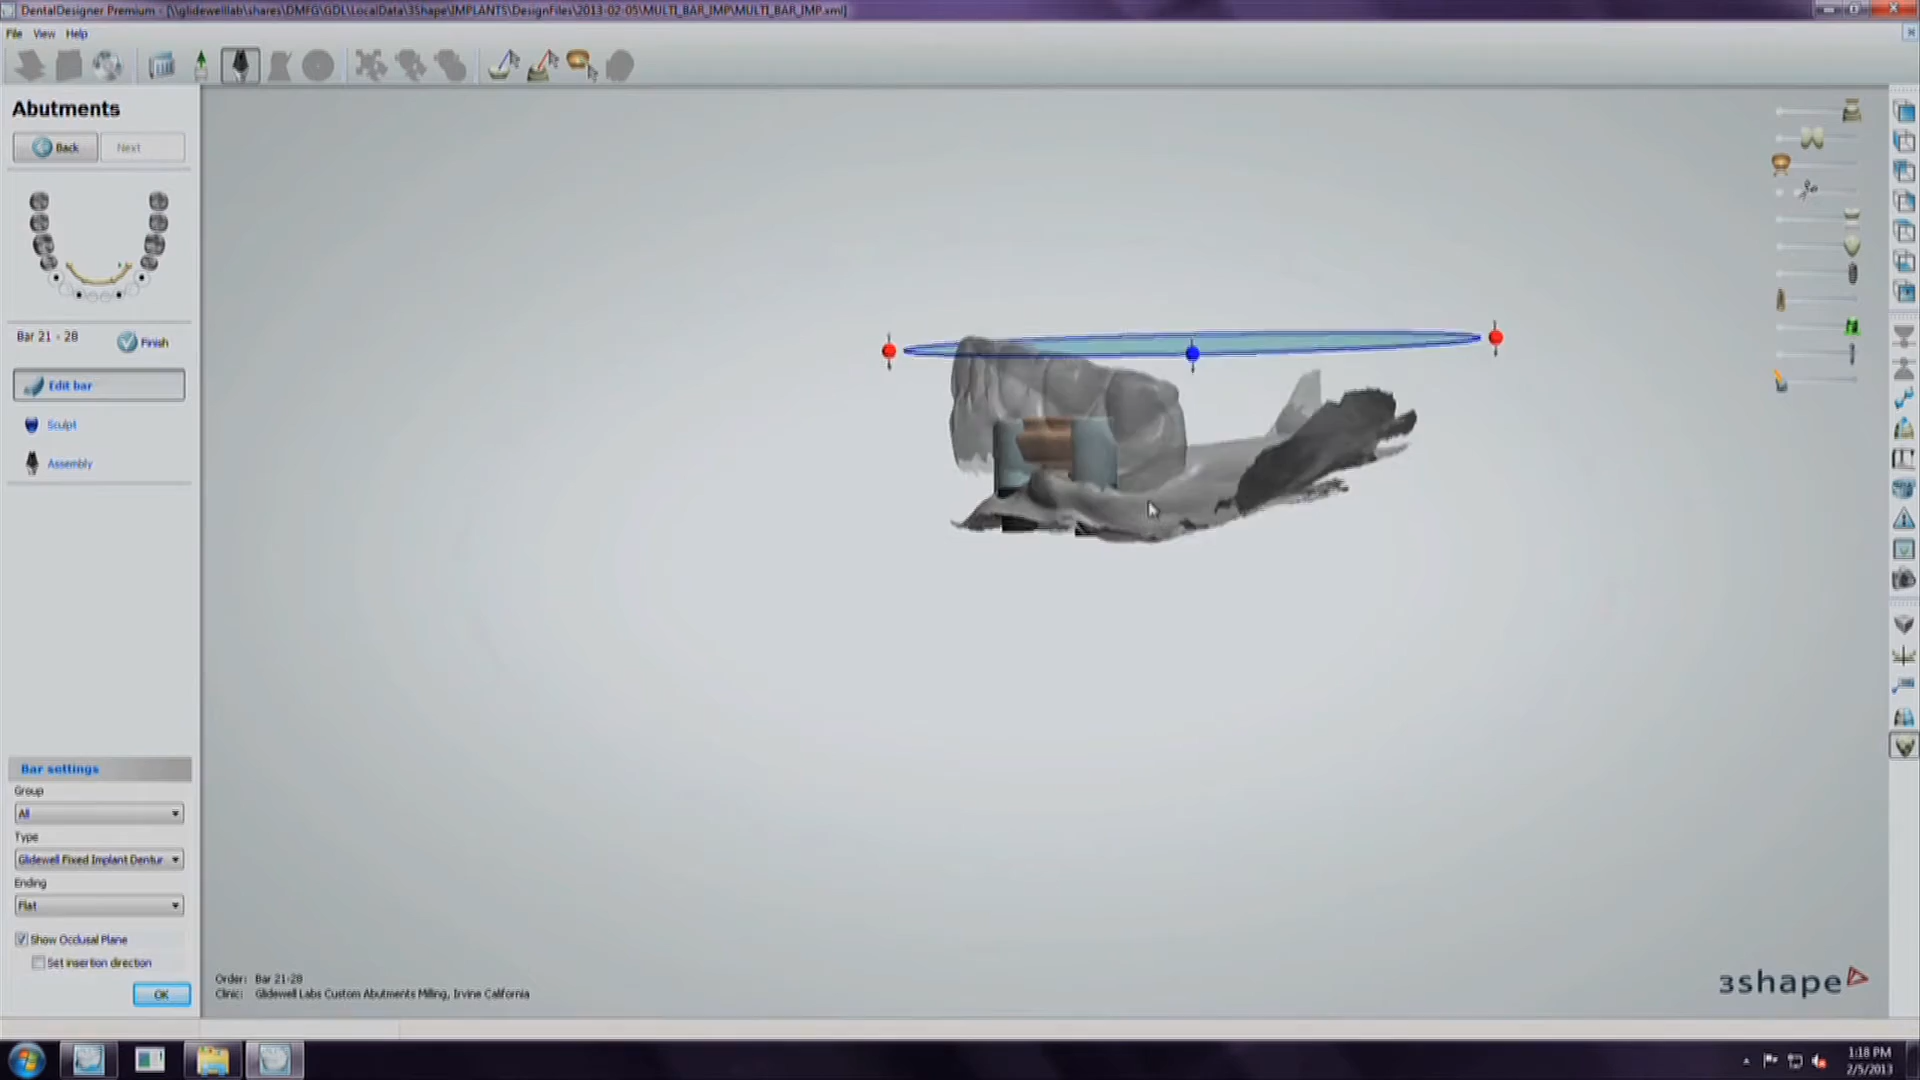 DentalDesigner Premium - [\\glidewelllab\shares\DMFG\GDL\LocalData\3Shape\IMPLANTS\DesignFiles\2013-02-05\MULTI_BAR_IMP\MULTI_BAR_IMP.xml]
File View Help
Abutments
Back Next
Bar 21 - 28 Finish
Edit bar
Sculpt
Assembly
Bar settings
Group
All
Type
Glidewell Fixed Implant Dentur
Ending
Flat
Show Occlusal Plane
Set insertion direction
OK
Order: Bar 21-28
Clinic: Glidewell Labs Custom Abutments Milling, Irvine California
3shape
1:18 PM
2/5/2013